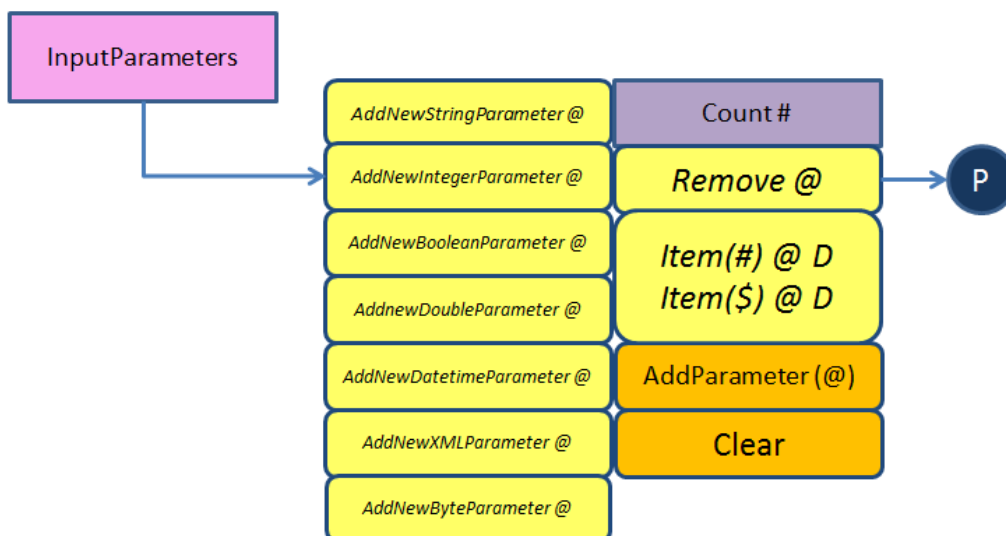 InputParameters
AddNewStringParameter @
Count #
AddNewIntegerParameter @
Remove @
P
AddNewBooleanParameter @
Item(#) @ D
Item($) @ D
AddnewDoubleParameter @
AddNewDatetimeParameter @
AddParameter (@)
AddNewXMLParameter @
Clear
AddNewByteParameter @